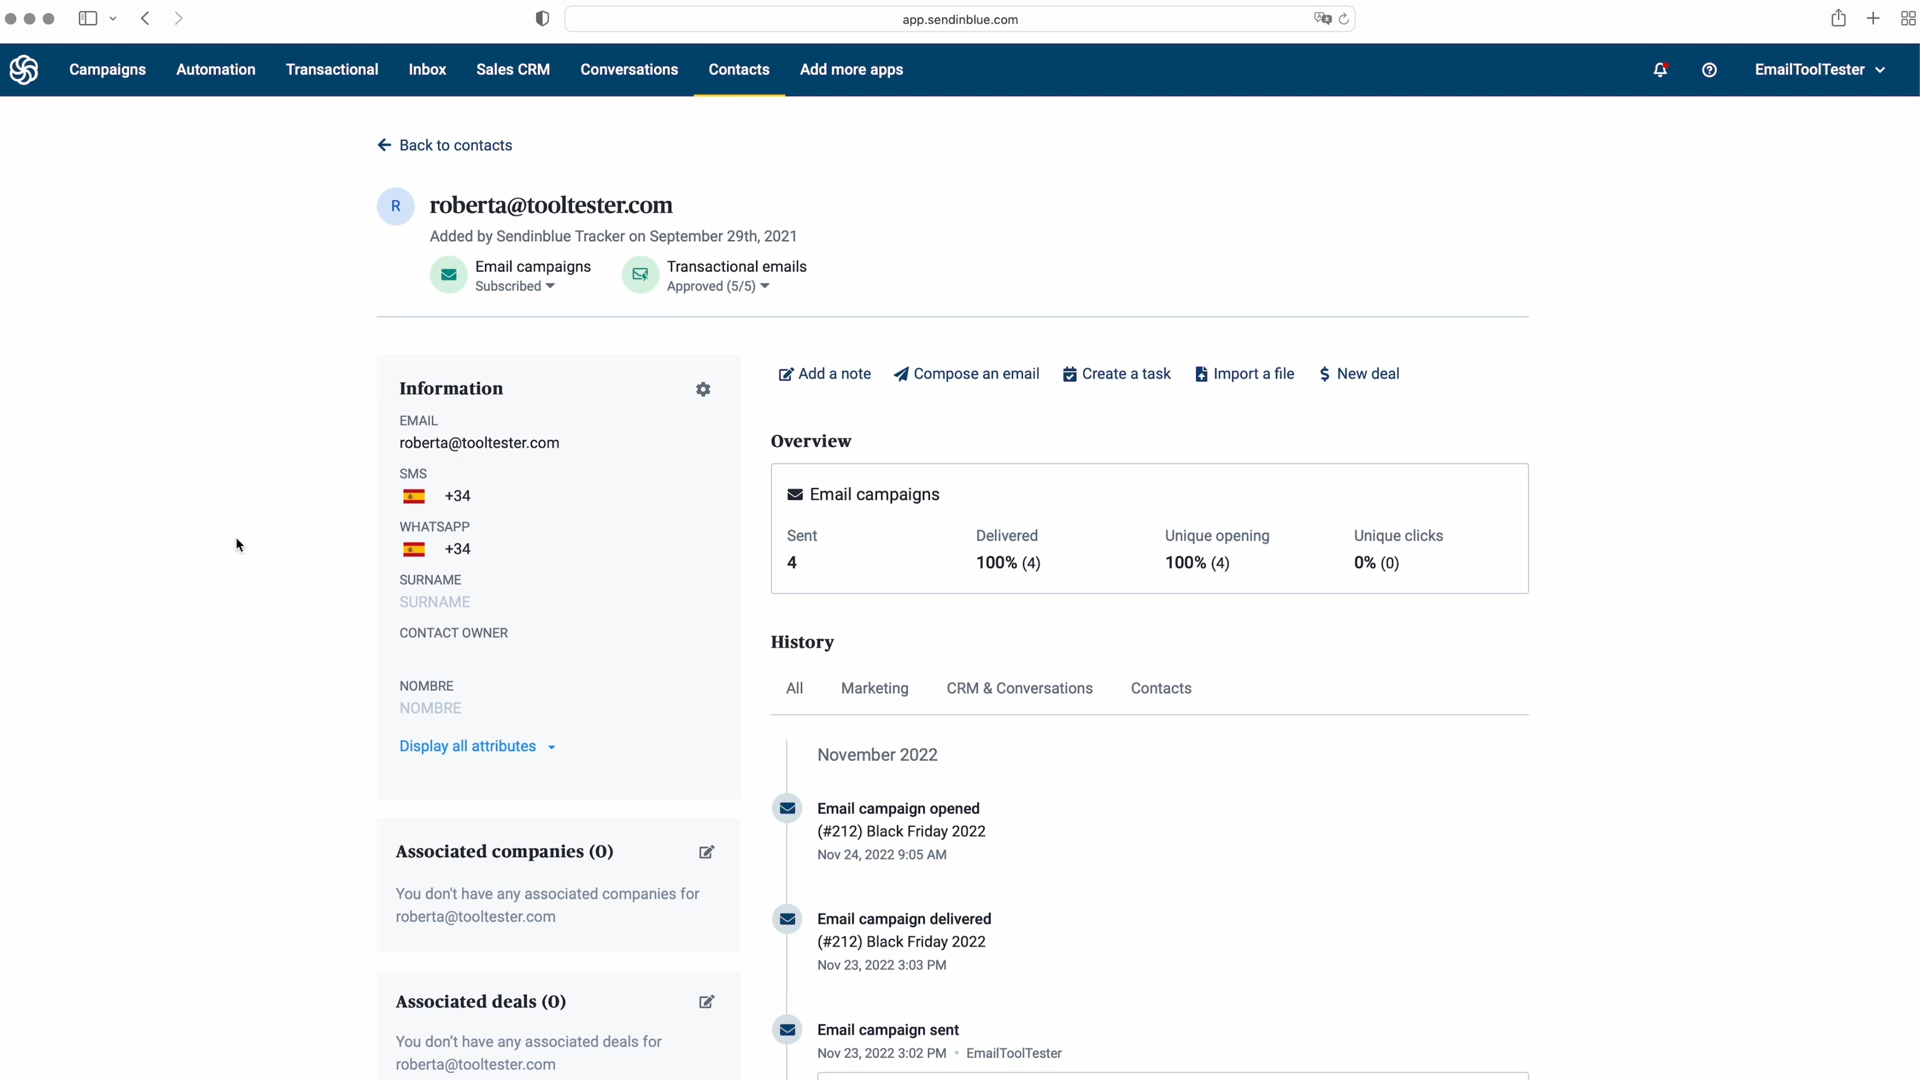 app.sendinblue.com
Campaigns Automation Transactional Inbox Sales CRM Conversations Contacts Add more apps EmailToolTester
Back to contacts
R
roberta@tooltester.com
Added by Sendinblue Tracker on September 29th, 2021
Email campaigns
Subscribed
Transactional emails
Approved (5/5)
Information
EMAIL
roberta@tooltester.com
SMS
+34
WHATSAPP
+34
SURNAME
SURNAME
CONTACT OWNER
NOMBRE
NOMBRE
Display all attributes
Associated companies (0)
You don't have any associated companies for
roberta@tooltester.com
Associated deals (0)
You don't have any associated deals for
roberta@tooltester.com
Add a note Compose an email Create a task Import a file $ New deal
Overview
Email campaigns
Sent Delivered Unique opening Unique clicks
4 100% (4) 100% (4) 0% (0)
History
All Marketing CRM & Conversations Contacts
November 2022
Email campaign opened
(#212) Black Friday 2022
Nov 24, 2022 9:05 AM
Email campaign delivered
(#212) Black Friday 2022
Nov 23, 2022 3:03 PM
Email campaign sent
Nov 23, 2022 3:02 PM • EmailToolTester